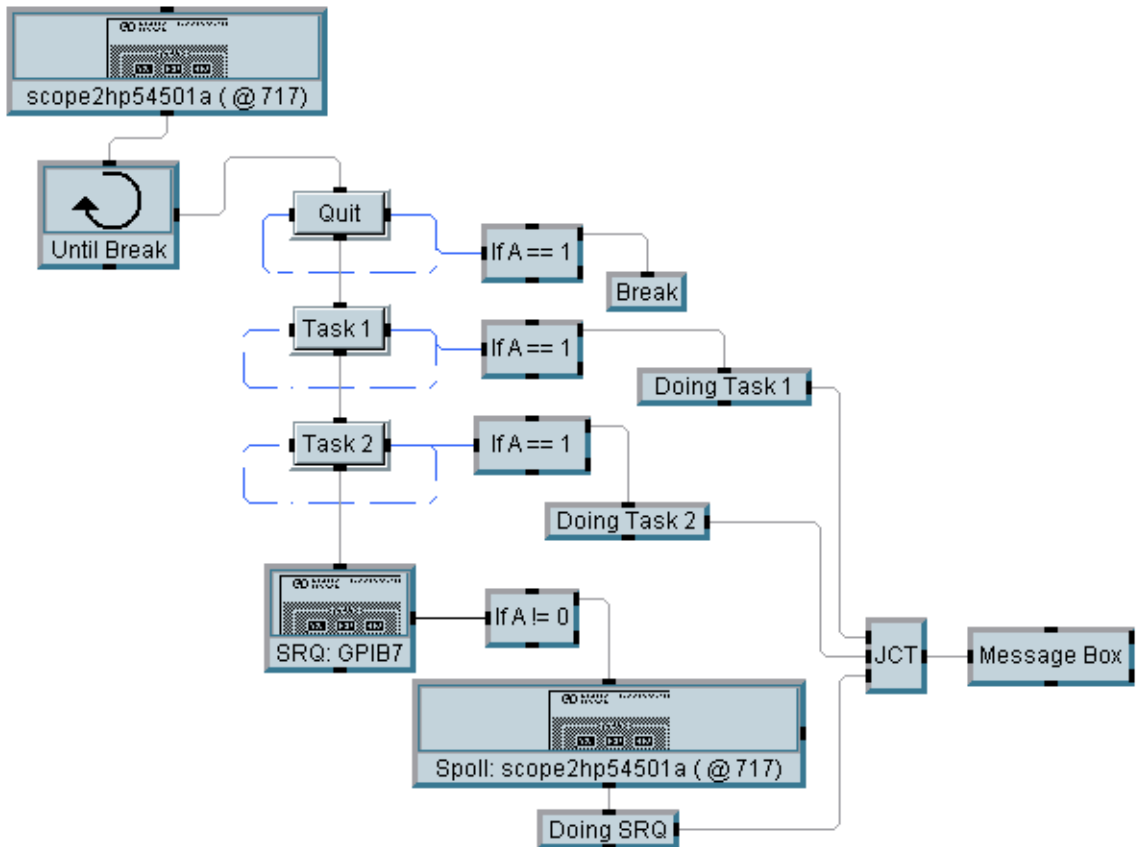 scope2hp54501a ( @ 717)
Until Break
Quit
If A == 1
Break
Task 1
If A == 1
Doing Task 1
Task 2
If A == 1
Doing Task 2
SRQ: GPIB7
If A != 0
JCT
Message Box
Spoll: scope2hp54501a ( @ 717)
Doing SRQ